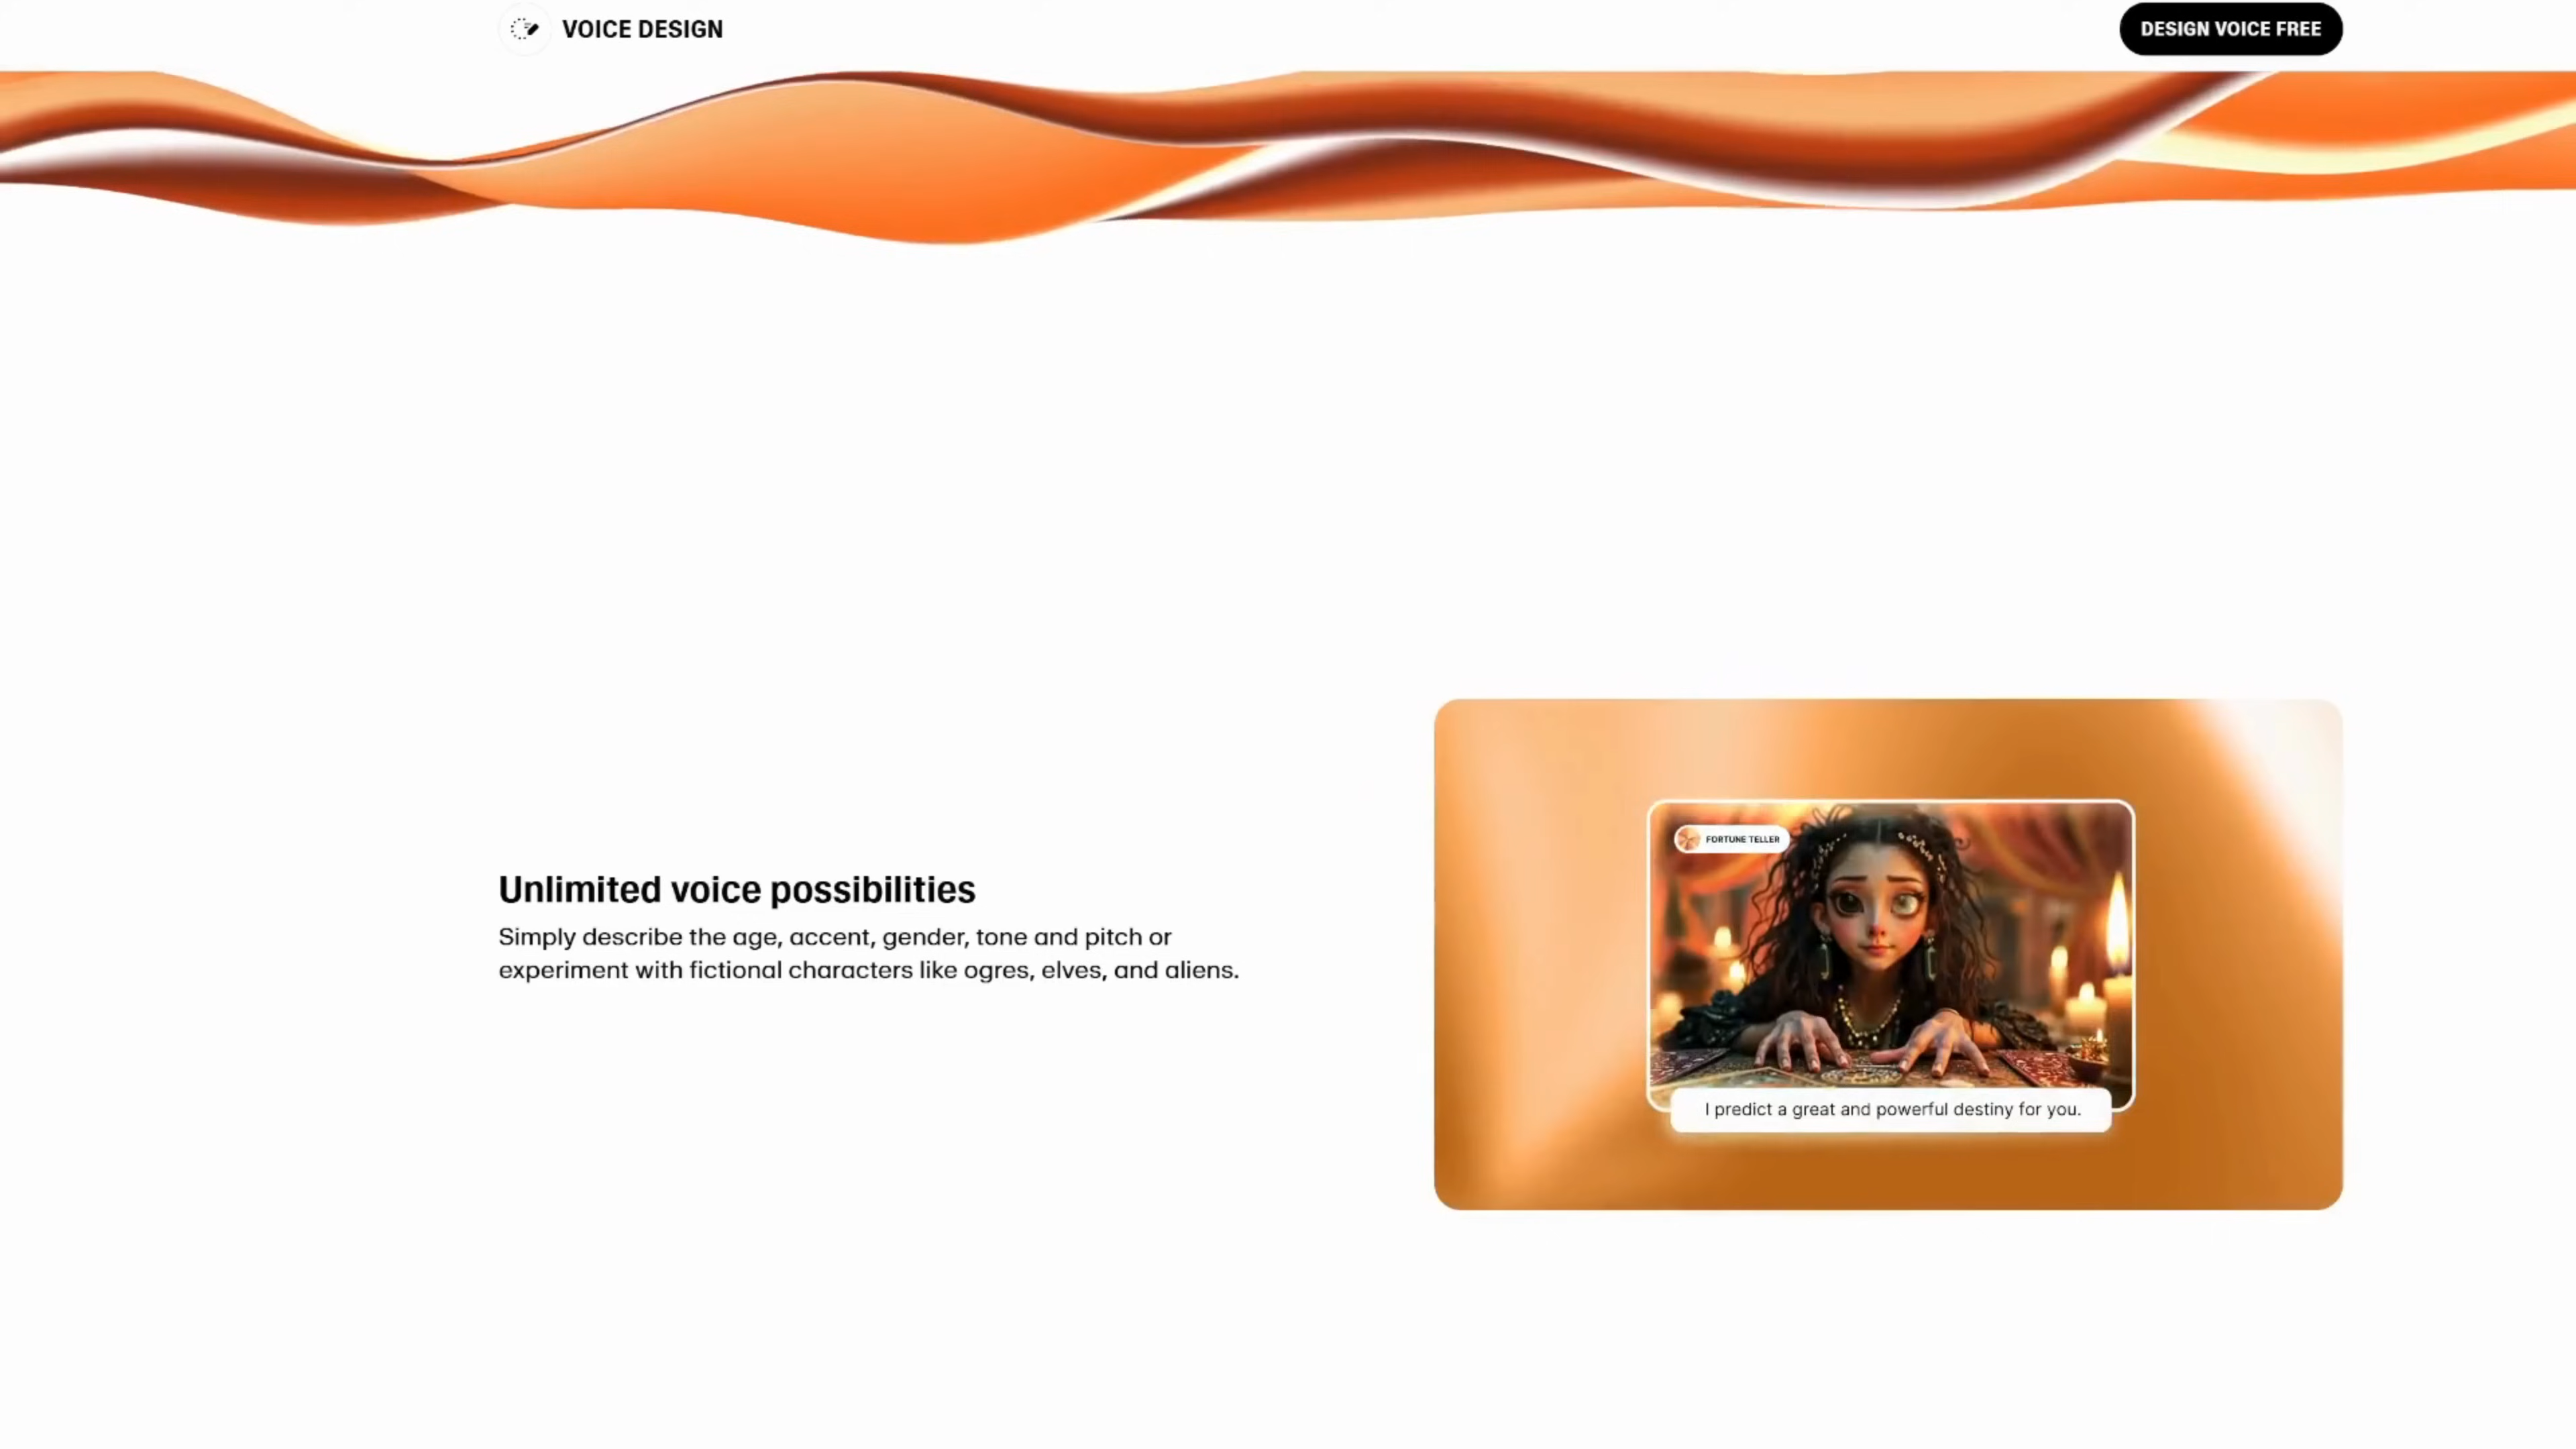 VOICE DESIGN
DESIGN VOICE FREE
Unlimited voice possibilities
Simply describe the age, accent, gender, tone and pitch or
experiment with fictional characters like ogres, elves, and aliens.
FORTUNE TELLER
I predict a great and powerful destiny for you.